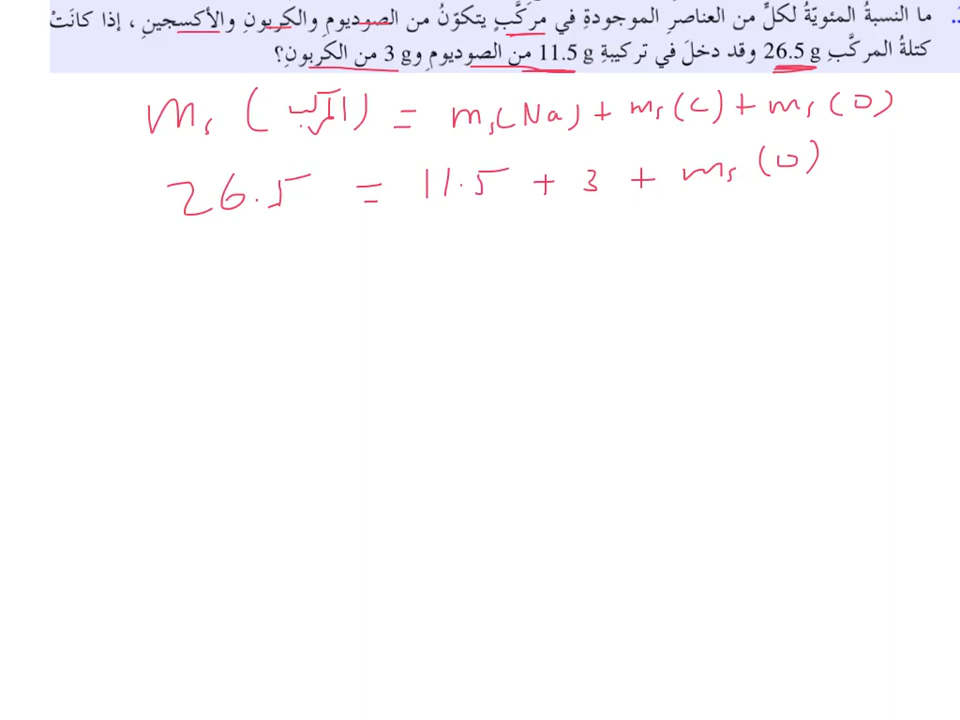 ما النسبةُ المئويّةُ لكلٍّ من العناصرِ الموجودةِ في مركَّبٍ يتكوّنُ من الصوديومِ والكربونِ والأكسجينِ ، إذا كانَتْ
كتلةُ المركَّبِ 26.5 g وقد دخلَ في تركيبةِ 11.5 g من الصوديومِ و3 g من الكربونِ؟
m, (المركب) = m,(Na) + m,(C) + m,(O)
26.5 = 11.5 + 3 + m,(O)